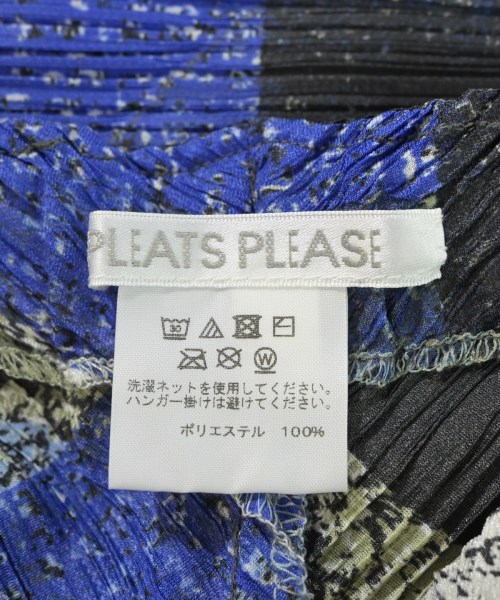 PLEATS PLEASE
30
W
洗濯ネットを使用してください。
ハンガー掛けは避けてください。
ポリエステル 100%